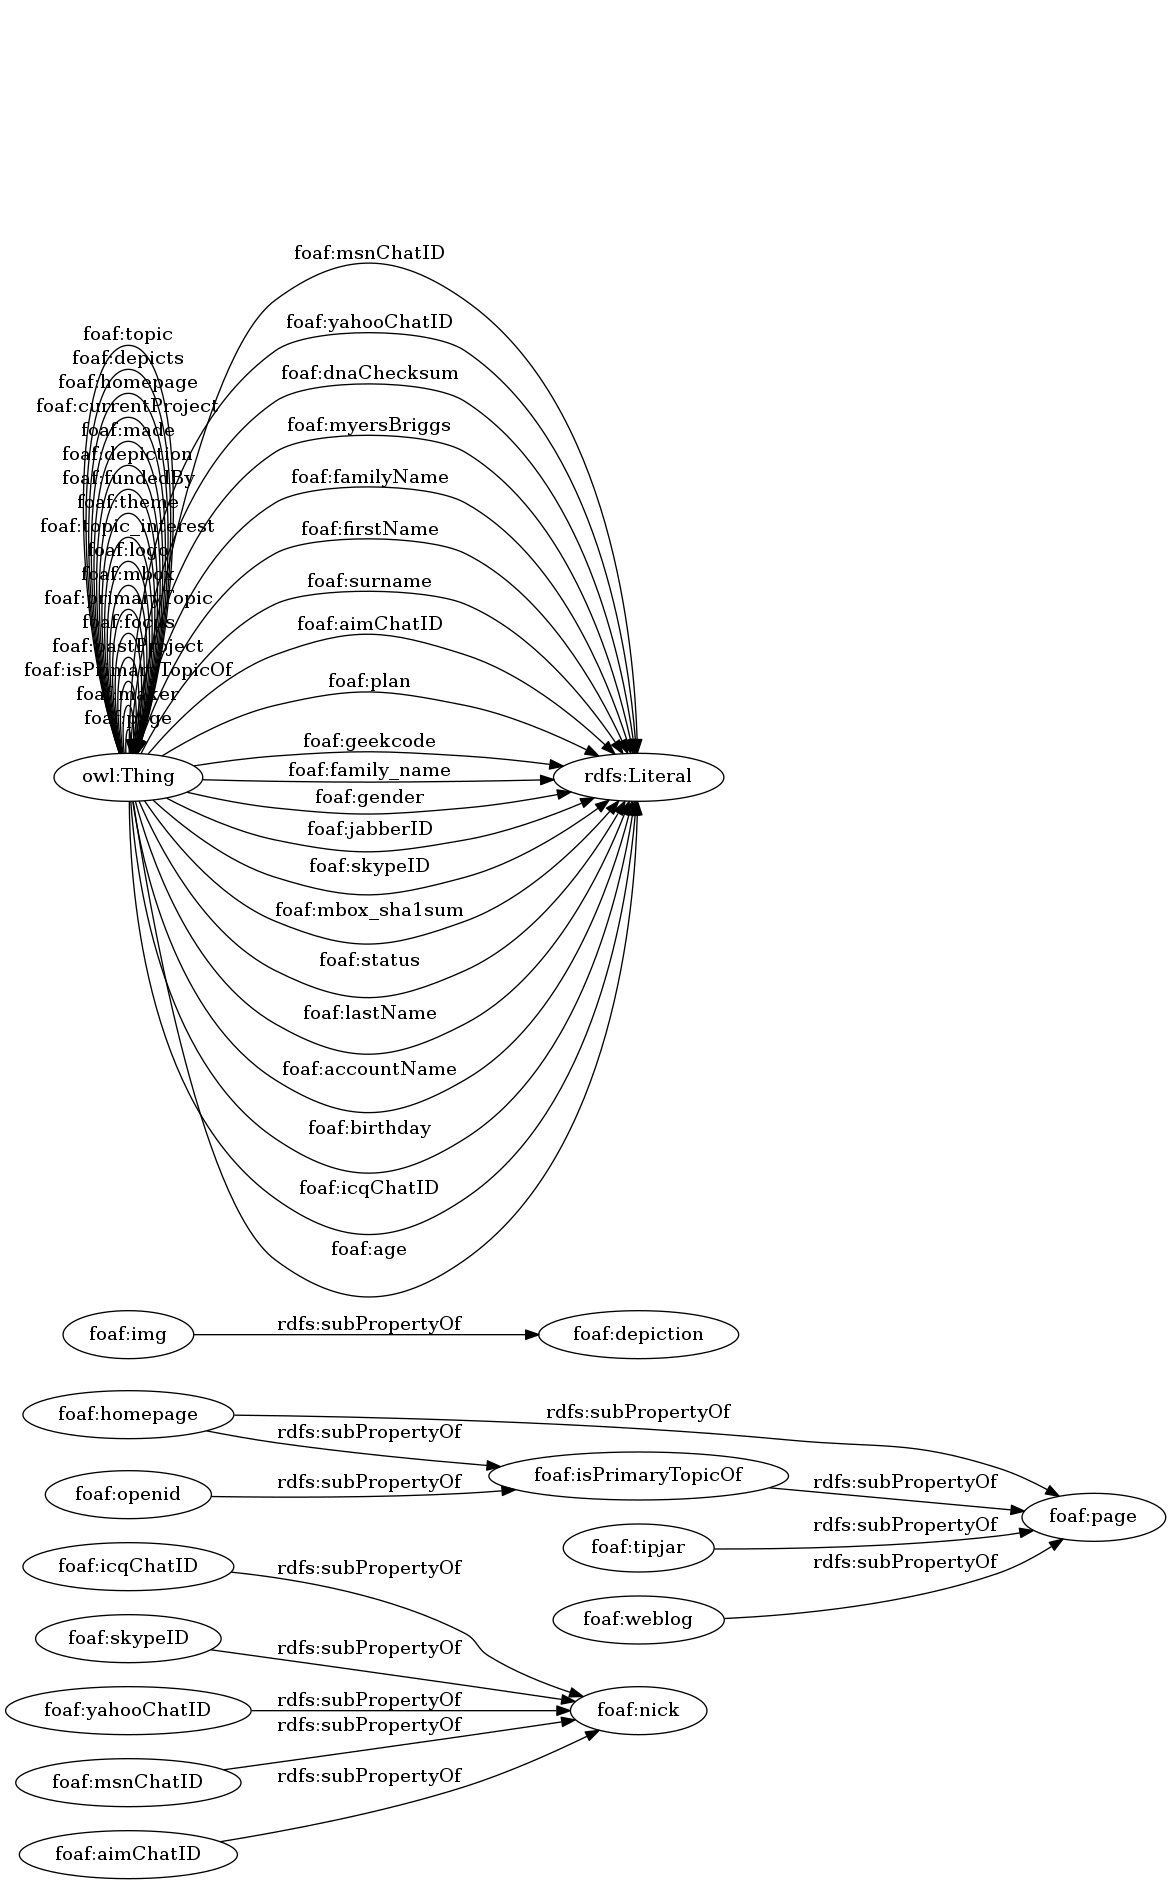 foaf:msnChatID
foaf:yahooChatID
foaf:topic
foaf:depicts
foaf:dnaChecksum
foaf:homepage
foaf:currentProject
foaf:made
foaf:myersBriggs
foaf:depiction
foaf:fundedBy
foaf:familyName
foaf:theme
foaf:topic_interest
foaf:firstName
foaf:logo
foaf:mbox
foaf:surname
foaf:primaryTopic
foaf:focus
foaf:aimChatID
foaf:pastProject
foaf:isPrimaryTopicOf
foaf:plan
foaf:maker
foaf:page
foaf:geekcode
foaf:family_name
owl:Thing
rdfs:Literal
foaf:gender
foaf:jabberID
foaf:skypeID
foaf:mbox_sha1sum
foaf:status
foaf:lastName
foaf:accountName
foaf:birthday
foaf:icqChatID
foaf:age
foaf:img
rdfs:subPropertyOf
foaf:depiction
foaf:homepage
rdfs:subPropertyOf
rdfs:subPropertyOf
foaf:openid
rdfs:subPropertyOf
foaf:isPrimaryTopicOf
rdfs:subPropertyOf
foaf:page
foaf:tipjar
rdfs:subPropertyOf
foaf:weblog
rdfs:subPropertyOf
foaf:icqChatID
rdfs:subPropertyOf
foaf:skypeID
rdfs:subPropertyOf
foaf:yahooChatID
rdfs:subPropertyOf
foaf:nick
foaf:msnChatID
rdfs:subPropertyOf
foaf:aimChatID
rdfs:subPropertyOf